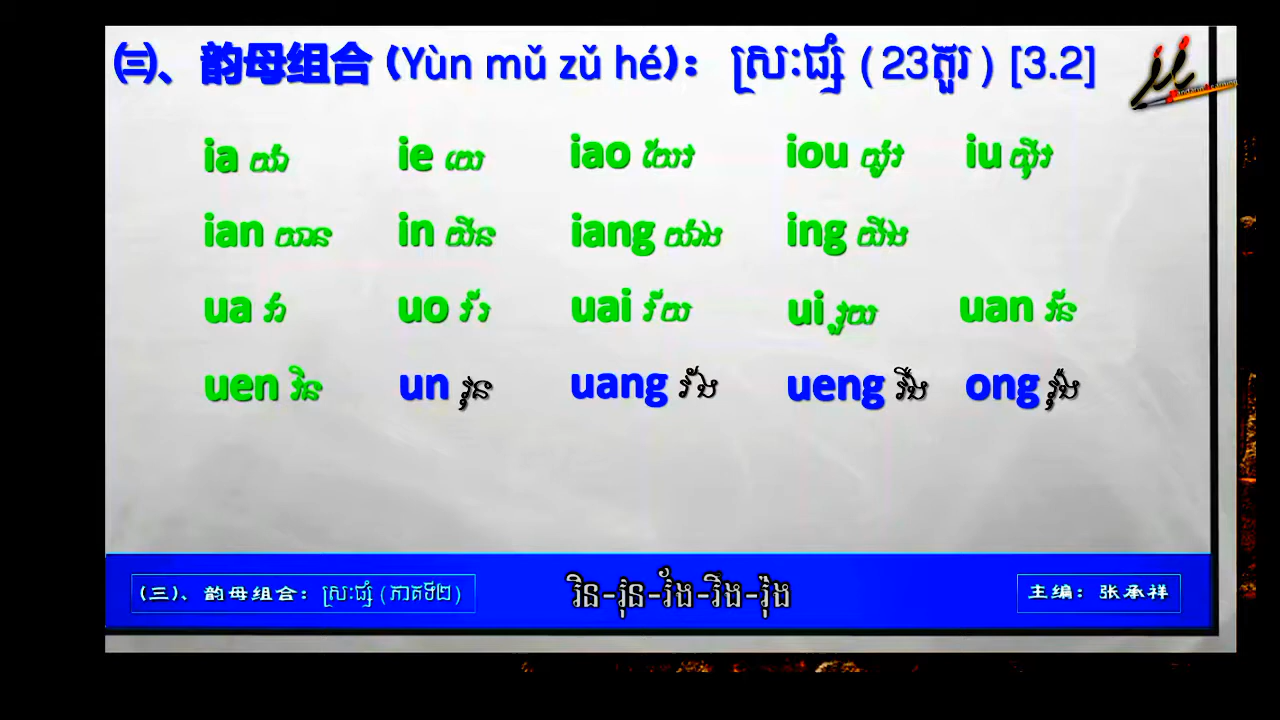 (三)、韵母组合 (Yùn mǔ zǔ hé)： ស្រៈផ្សំ (23តួរ) [3.2]
ia យ៉ា ie យេ iao យែវ iou យ៉ូវ iu យ៉ីវ
ian យាន in យីន iang យ៉ាង ing យីង
ua វ៉ា uo វ័រ uai វ័យ ui វូយ uan វ័ន
uen វិន un វុន uang វ័ង ueng វឹង ong វ៉ុង
(三)、韵母组合： ស្រៈផ្សំ (ភាគទី២)
វិន-វុន-វ័ង-វឹង-វ៉ុង
主编：张承祥